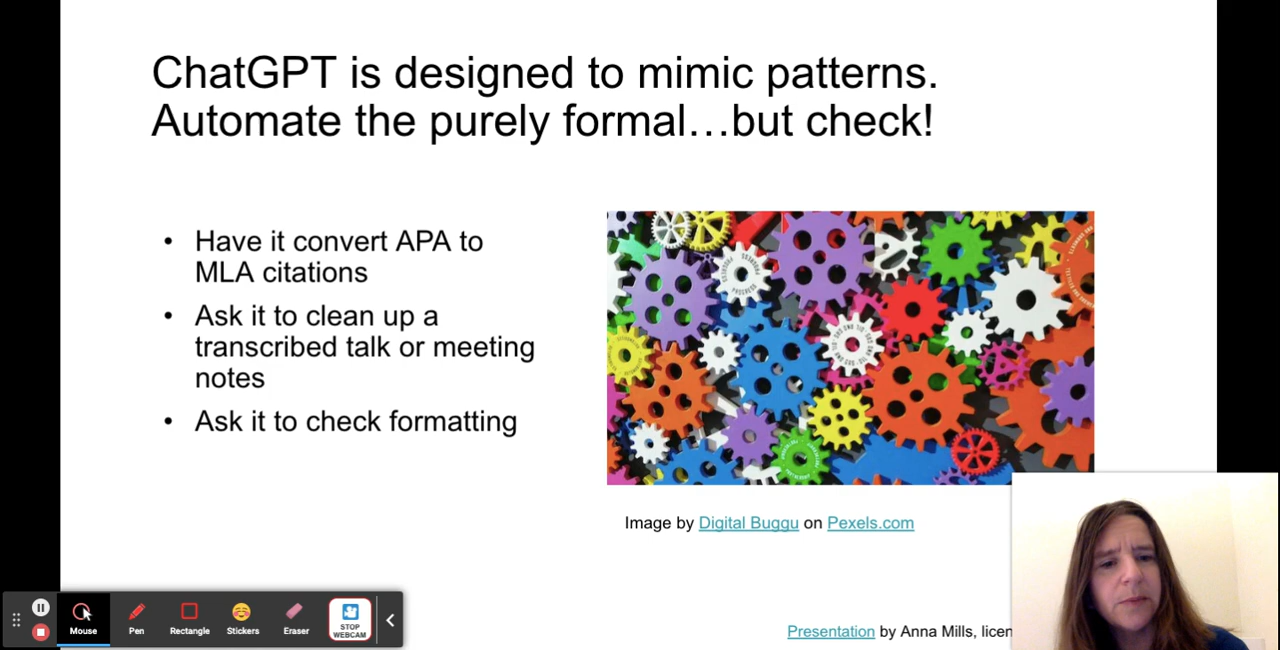 ChatGPT is designed to mimic patterns.
Automate the purely formal…but check!
• Have it convert APA to
MLA citations
• Ask it to clean up a
transcribed talk or meeting
notes
• Ask it to check formatting
Image by Digital Buggu on Pexels.com
Presentation by Anna Mills, licen
Mouse
Pen
Rectangle
Stickers
Eraser
STOP
WEBCAM